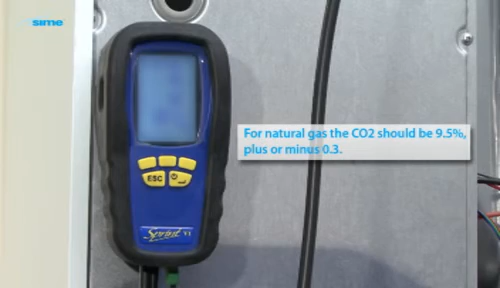 sime
For natural gas the CO2 should be 9.5%,
plus or minus 0.3.
ESC
Sprint